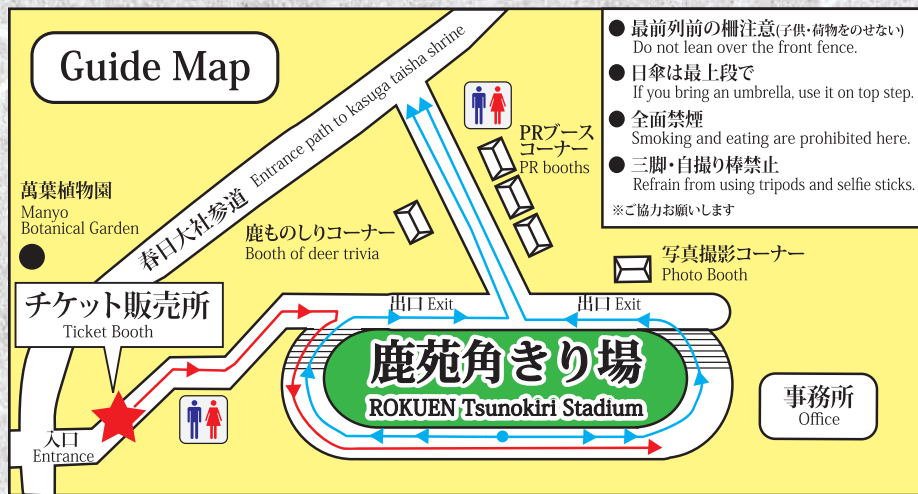 Guide Map
● 最前列前の柵注意(子供・荷物をのせない)
Do not lean over the front fence.
● 日傘は最上段で
If you bring an umbrella, use it on top step.
● 全面禁煙
Smoking and eating are prohibited here.
● 三脚・自撮り棒禁止
Refrain from using tripods and selfie sticks.
※ご協力お願いします
春日大社参道 Entrance path to kasuga taisha shrine
PRブース
コーナー
PR booths
萬葉植物園
Manyo
Botanical Garden
鹿ものしりコーナー
Booth of deer trivia
写真撮影コーナー
Photo Booth
チケット販売所
Ticket Booth
出口 Exit
出口 Exit
鹿苑角きり場
ROKUEN Tsunokiri Stadium
事務所
Office
入口
Entrance